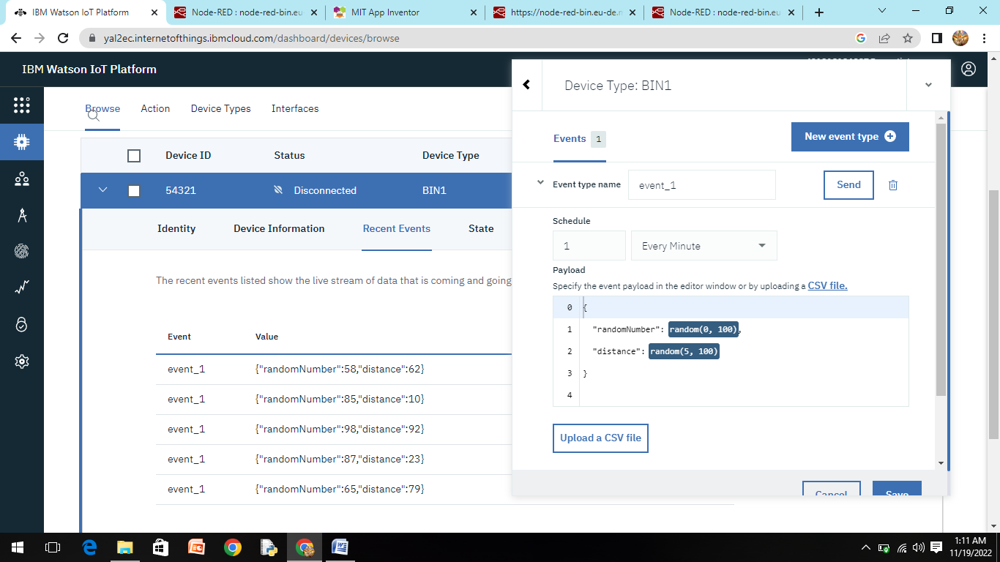 IBM Watson IoT Platform
Node-RED : node-red-bin.eu
MIT App Inventor
https://node-red-bin.eu-de.n
Node-RED : node-red-bin.eu
yal2ec.internetofthings.ibmcloud.com/dashboard/devices/browse
IBM Watson IoT Platform
Browse Action Device Types Interfaces
Device ID Status Device Type
54321 Disconnected BIN1
Identity Device Information Recent Events State
The recent events listed show the live stream of data that is coming and going
Event Value
event_1 {"randomNumber":58,"distance":62}
event_1 {"randomNumber":85,"distance":10}
event_1 {"randomNumber":98,"distance":92}
event_1 {"randomNumber":87,"distance":23}
event_1 {"randomNumber":65,"distance":79}
Device Type: BIN1
Events 1
New event type
Event type name event_1 Send
Schedule
1 Every Minute
Payload
Specify the event payload in the editor window or by uploading a CSV file.
0 {
1 "randomNumber": random(0, 100),
2 "distance": random(5, 100)
3 }
4
Upload a CSV file
Cancel Save
1:11 AM
11/19/2022